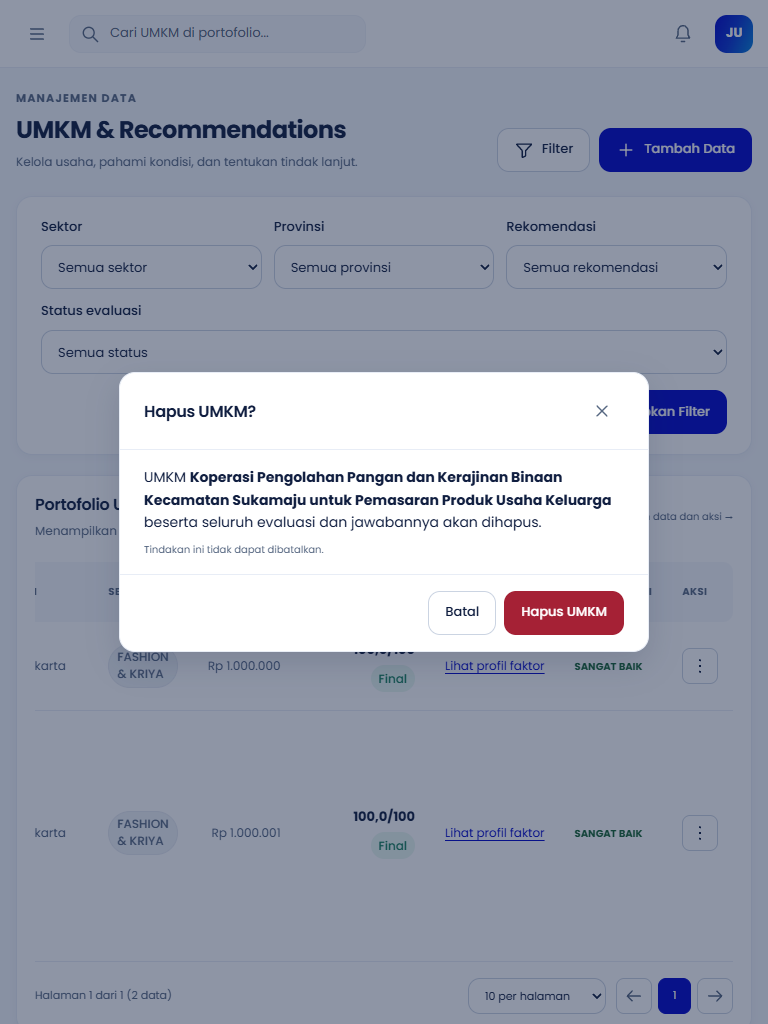 Cari UMKM di portofolio...
JU
MANAJEMEN DATA
UMKM & Recommendations
Kelola usaha, pahami kondisi, dan tentukan tindak lanjut.
Filter
Tambah Data
Sektor
Provinsi
Rekomendasi
Semua sektor
Semua provinsi
Semua rekomendasi
Status evaluasi
Semua status
kan Filter
Hapus UMKM?
UMKM Koperasi Pengolahan Pangan dan Kerajinan Binaan
Kecamatan Sukamaju untuk Pemasaran Produk Usaha Keluarga
beserta seluruh evaluasi dan jawabannya akan dihapus.
Tindakan ini tidak dapat dibatalkan.
Batal
Hapus UMKM
Portofolio
Menampilkan
data dan aksi →
AKSI
karta
FASHION
& KRIYA
Rp 1.000.000
100,0/100
Final
Lihat profil faktor
SANGAT BAIK
karta
FASHION
& KRIYA
Rp 1.000.001
100,0/100
Final
Lihat profil faktor
SANGAT BAIK
Halaman 1 dari 1 (2 data)
10 per halaman
1